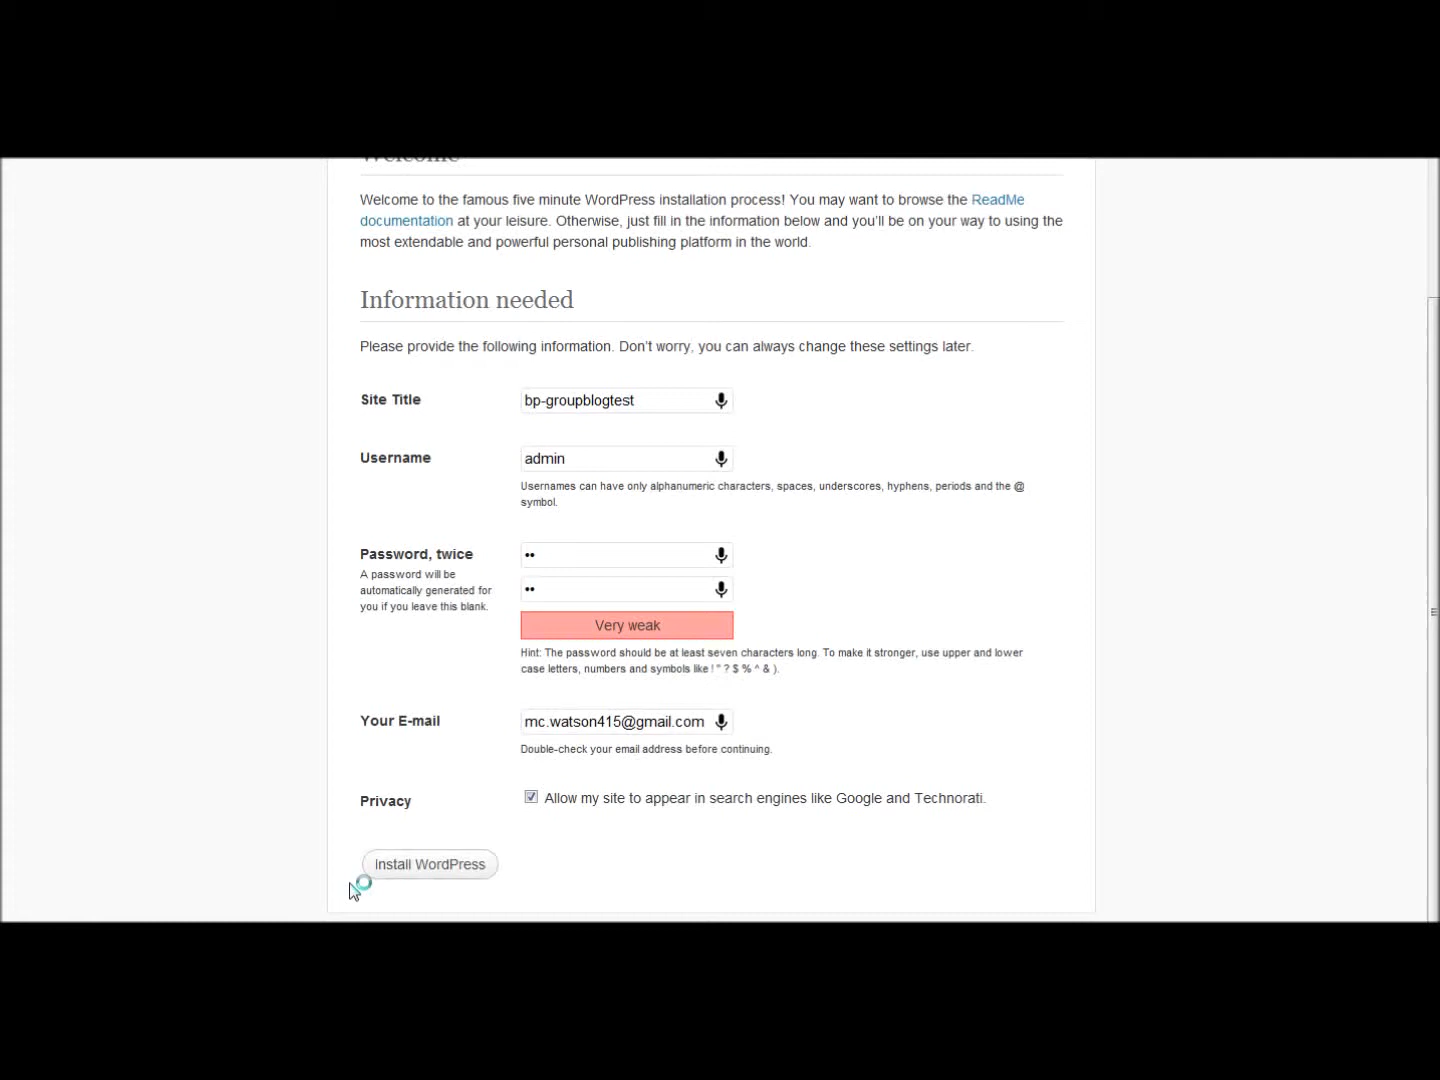 Welcome
Welcome to the famous five minute WordPress installation process! You may want to browse the ReadMe
documentation at your leisure. Otherwise, just fill in the information below and you'll be on your way to using the
most extendable and powerful personal publishing platform in the world.
Information needed
Please provide the following information. Don't worry, you can always change these settings later.
Site Title
bp-groupblogtest
Username
admin
Usernames can have only alphanumeric characters, spaces, underscores, hyphens, periods and the @
symbol.
Password, twice
A password will be
automatically generated for
you if you leave this blank.
••
••
Very weak
Hint: The password should be at least seven characters long. To make it stronger, use upper and lower
case letters, numbers and symbols like ! " ? $ % ^ & ).
Your E-mail
mc.watson415@gmail.com
Double-check your email address before continuing.
Privacy
Allow my site to appear in search engines like Google and Technorati.
Install WordPress